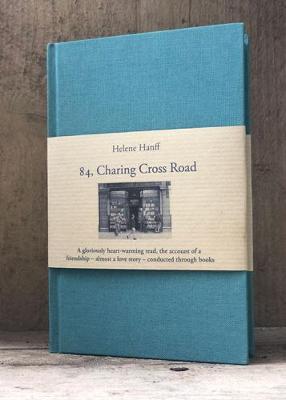 Helene Hanff
84, Charing Cross Road
A gloriously heart-warming read, the account of a
friendship – almost a love story – conducted through books